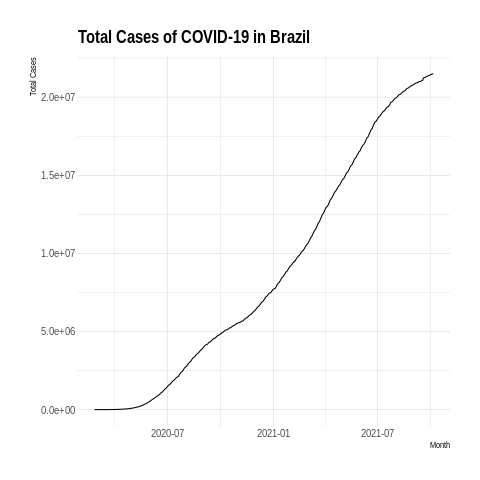 Total Cases of COVID-19 in Brazil
Total Cases
2.0e+07
1.5e+07
1.0e+07
5.0e+06
0.0e+00
2020-07 2021-01 2021-07
Month